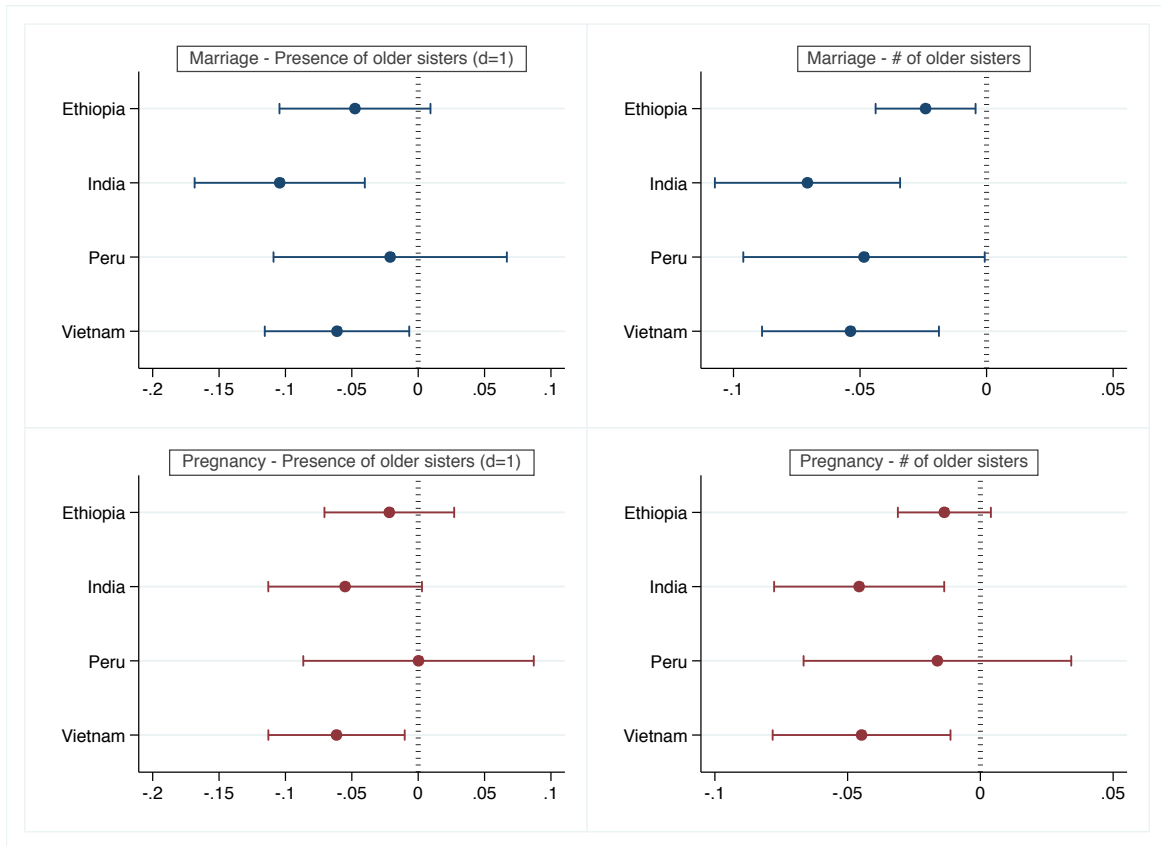 Marriage - Presence of older sisters (d=1)
Ethiopia
India
Peru
Vietnam
-.2 -.15 -.1 -.05 0 .05 .1
Marriage - # of older sisters
Ethiopia
India
Peru
Vietnam
-.1 -.05 0 .05
Pregnancy - Presence of older sisters (d=1)
Ethiopia
India
Peru
Vietnam
-.2 -.15 -.1 -.05 0 .05 .1
Pregnancy - # of older sisters
Ethiopia
India
Peru
Vietnam
-.1 -.05 0 .05